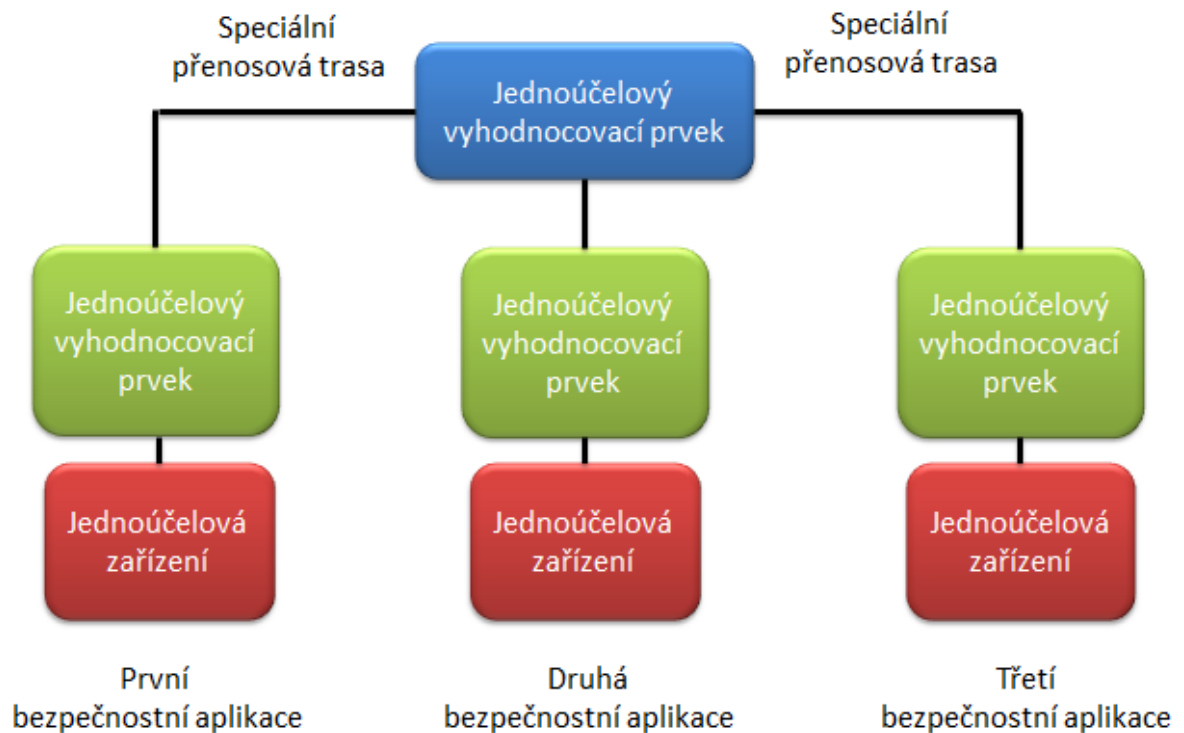 Speciální
přenosová trasa
Speciální
přenosová trasa
Jednoúčelový
vyhodnocovací prvek
Jednoúčelový
vyhodnocovací
prvek
Jednoúčelový
vyhodnocovací
prvek
Jednoúčelový
vyhodnocovací
prvek
Jednoúčelová
zařízení
Jednoúčelová
zařízení
Jednoúčelová
zařízení
První
bezpečnostní aplikace
Druhá
bezpečnostní aplikace
Třetí
bezpečnostní aplikace